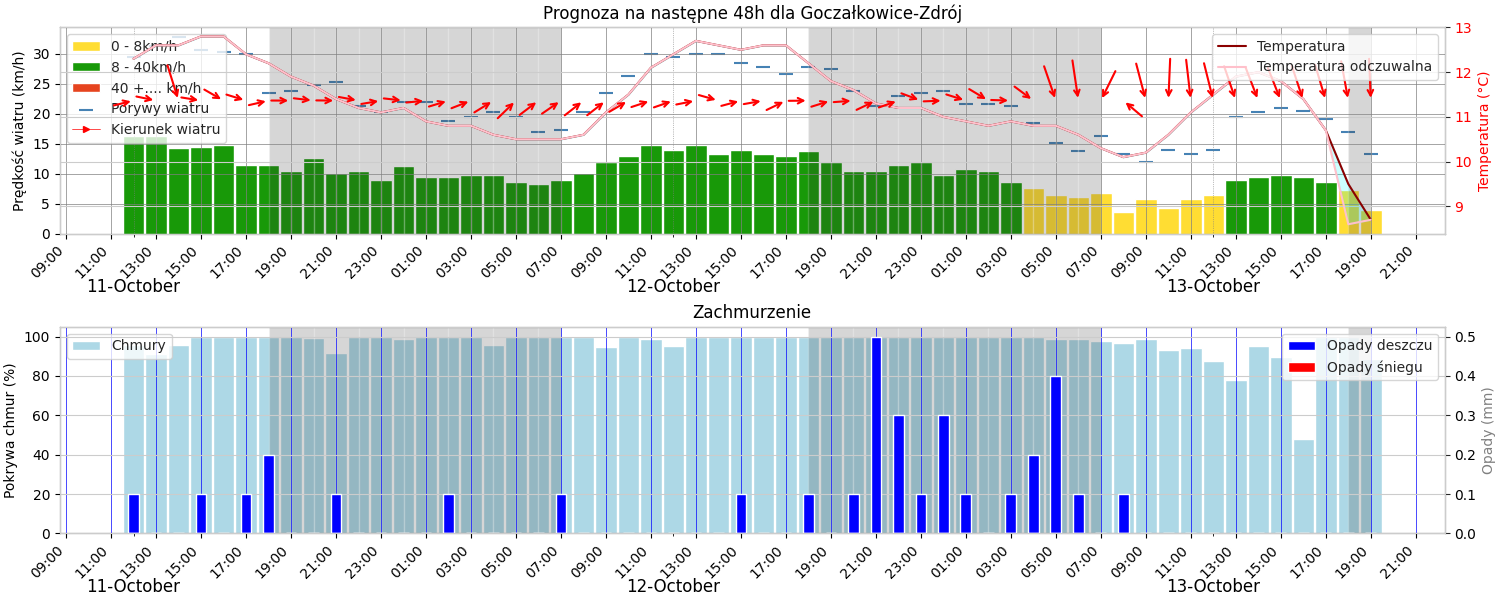 Prognoza na następne 48h dla Goczałkowice-Zdrój
0 - 8km/h
8 - 40km/h
40 +.... km/h
Porywy wiatru
Kierunek wiatru
Temperatura
Temperatura odczuwalna
Prędkość wiatru (km/h)
30
25
20
15
10
5
0
13
12
11
10
9
Temperatura (°C)
09:00 11:00 13:00 15:00 17:00 19:00 21:00 23:00 01:00 03:00 05:00 07:00 09:00 11:00 13:00 15:00 17:00 19:00 21:00 23:00 01:00 03:00 05:00 07:00 09:00 11:00 13:00 15:00 17:00 19:00 21:00
11-October 12-October 13-October
Zachmurzenie
Chmury
Opady deszczu
Opady śniegu
Pokrywa chmur (%)
100
80
60
40
20
0
0.5
0.4
0.3
0.2
0.1
0.0
Opady (mm)
09:00 11:00 13:00 15:00 17:00 19:00 21:00 23:00 01:00 03:00 05:00 07:00 09:00 11:00 13:00 15:00 17:00 19:00 21:00 23:00 01:00 03:00 05:00 07:00 09:00 11:00 13:00 15:00 17:00 19:00 21:00
11-October 12-October 13-October